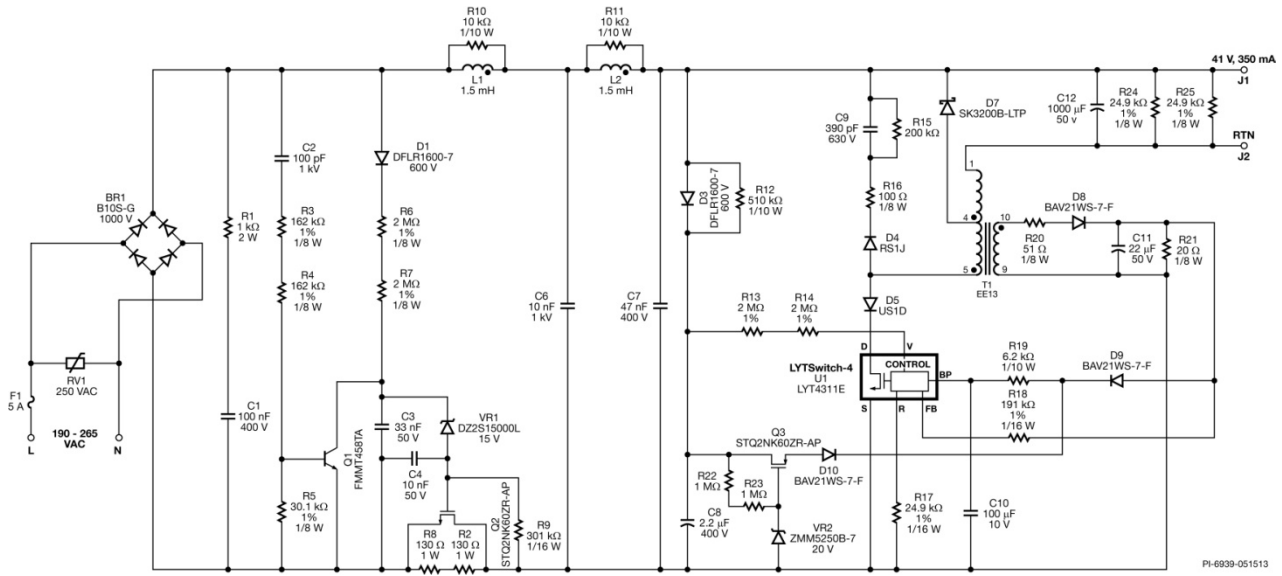 R10
10 kΩ
1/10 W
L1
1.5 mH
R11
10 kΩ
1/10 W
L2
1.5 mH
41 V, 350 mA
J1
RTN
J2
BR1
B10S-G
1000 V
F1
5 A
RV1
250 VAC
L
190 - 265
VAC
N
R1
1 kΩ
2 W
C1
100 nF
400 V
C2
100 pF
1 kV
R3
162 kΩ
1%
1/8 W
R4
162 kΩ
1%
1/8 W
R5
30.1 kΩ
1%
1/8 W
D1
DFLR1600-7
600 V
R6
2 MΩ
1%
1/8 W
R7
2 MΩ
1%
1/8 W
Q1
FMMT458TA
C3
33 nF
50 V
C4
10 nF
50 V
VR1
DZ2S15000L
15 V
Q2
STQ2NK60ZR-AP
R8
130 Ω
1 W
R2
130 Ω
1 W
R9
301 kΩ
1/16 W
C6
10 nF
1 kV
C7
47 nF
400 V
D3
DFLR1600-7
600 V
R12
510 kΩ
1/10 W
C9
390 pF
630 V
R15
200 kΩ
R16
100 Ω
1/8 W
D4
RS1J
D5
US1D
D7
SK3200B-LTP
C12
1000 µF
50 v
R24
24.9 kΩ
1%
1/8 W
R25
24.9 kΩ
1%
1/8 W
1
4
5
10
9
T1
EE13
R20
51 Ω
1/8 W
D8
BAV21WS-7-F
C11
22 µF
50 V
R21
20 Ω
1/8 W
R13
2 MΩ
1%
R14
2 MΩ
1%
D
V
LYTSwitch-4
U1
LYT4311E
CONTROL
BP
S
R
FB
R19
6.2 kΩ
1/10 W
R18
191 kΩ
1%
1/16 W
D9
BAV21WS-7-F
Q3
STQ2NK60ZR-AP
D10
BAV21WS-7-F
R22
1 MΩ
R23
1 MΩ
C8
2.2 µF
400 V
VR2
ZMM5250B-7
20 V
R17
24.9 kΩ
1%
1/16 W
C10
100 µF
10 V
PI-6939-051513